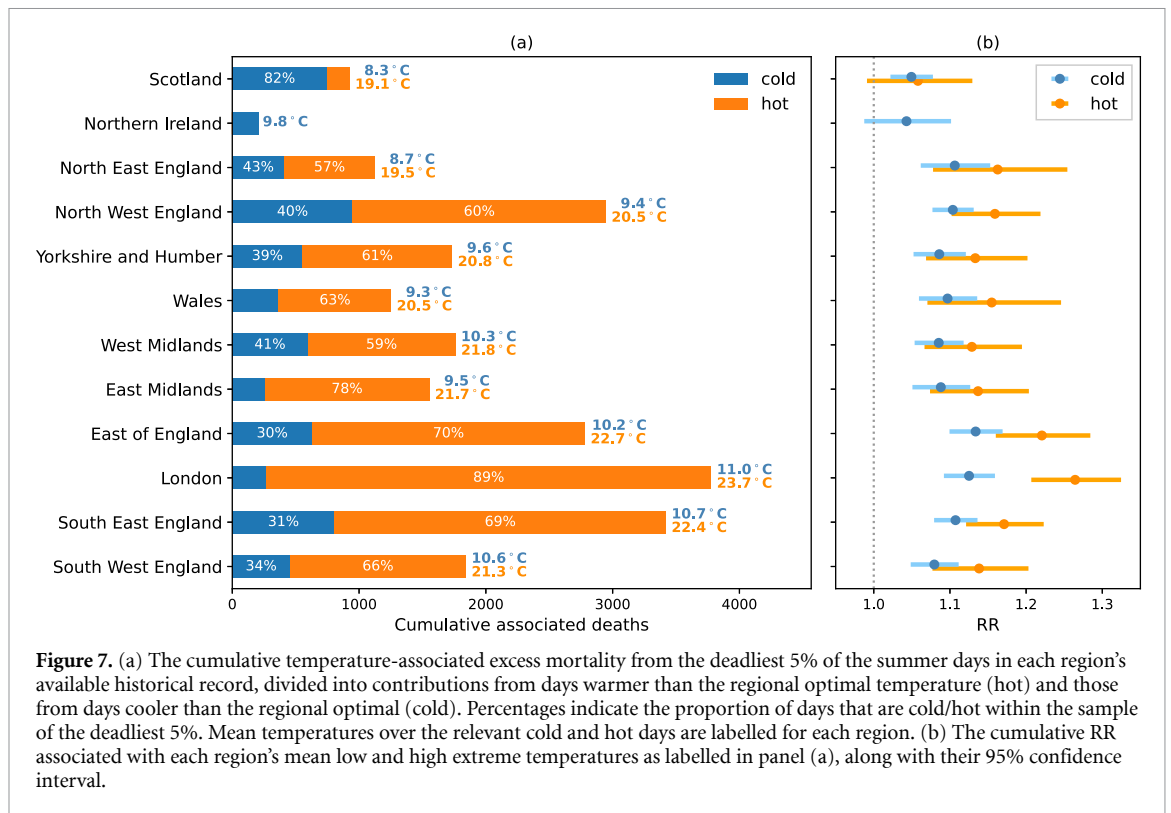 (a)
(b)
Scotland
82%
8.3°C
19.1°C
cold
hot
cold
hot
Northern Ireland
9.8°C
North East England
43%
57%
8.7°C
19.5°C
North West England
40%
60%
9.4°C
20.5°C
Yorkshire and Humber
39%
61%
9.6°C
20.8°C
Wales
63%
9.3°C
20.5°C
West Midlands
41%
59%
10.3°C
21.8°C
East Midlands
78%
9.5°C
21.7°C
East of England
30%
70%
10.2°C
22.7°C
London
89%
11.0°C
23.7°C
South East England
31%
69%
10.7°C
22.4°C
South West England
34%
66%
10.6°C
21.3°C
0 1000 2000 3000 4000
Cumulative associated deaths
1.0 1.1 1.2 1.3
RR
Figure 7. (a) The cumulative temperature-associated excess mortality from the deadliest 5% of the summer days in each region's
available historical record, divided into contributions from days warmer than the regional optimal temperature (hot) and those
from days cooler than the regional optimal (cold). Percentages indicate the proportion of days that are cold/hot within the sample
of the deadliest 5%. Mean temperatures over the relevant cold and hot days are labelled for each region. (b) The cumulative RR
associated with each region's mean low and high extreme temperatures as labelled in panel (a), along with their 95% confidence
interval.